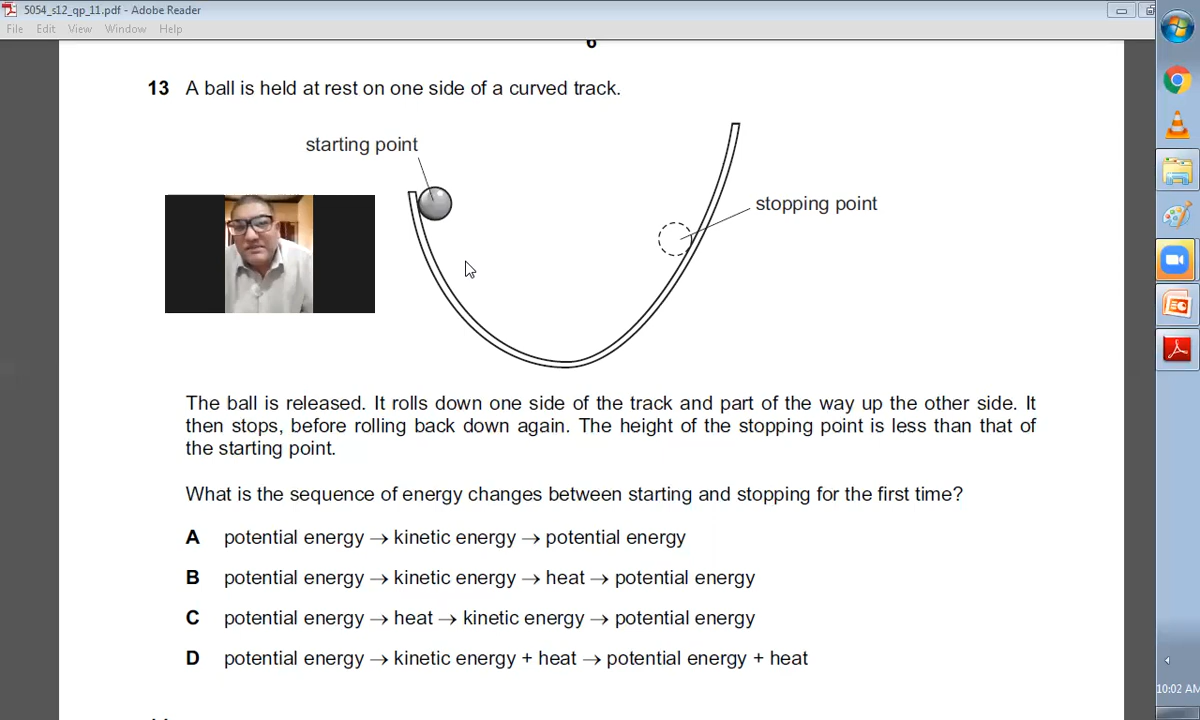 5054_s12_qp_11.pdf - Adobe Reader
File Edit View Window Help
6
13 A ball is held at rest on one side of a curved track.
starting point
stopping point
The ball is released. It rolls down one side of the track and part of the way up the other side. It
then stops, before rolling back down again. The height of the stopping point is less than that of
the starting point.
What is the sequence of energy changes between starting and stopping for the first time?
A potential energy → kinetic energy → potential energy
B potential energy → kinetic energy → heat → potential energy
C potential energy → heat → kinetic energy → potential energy
D potential energy → kinetic energy + heat → potential energy + heat
10:02 AM